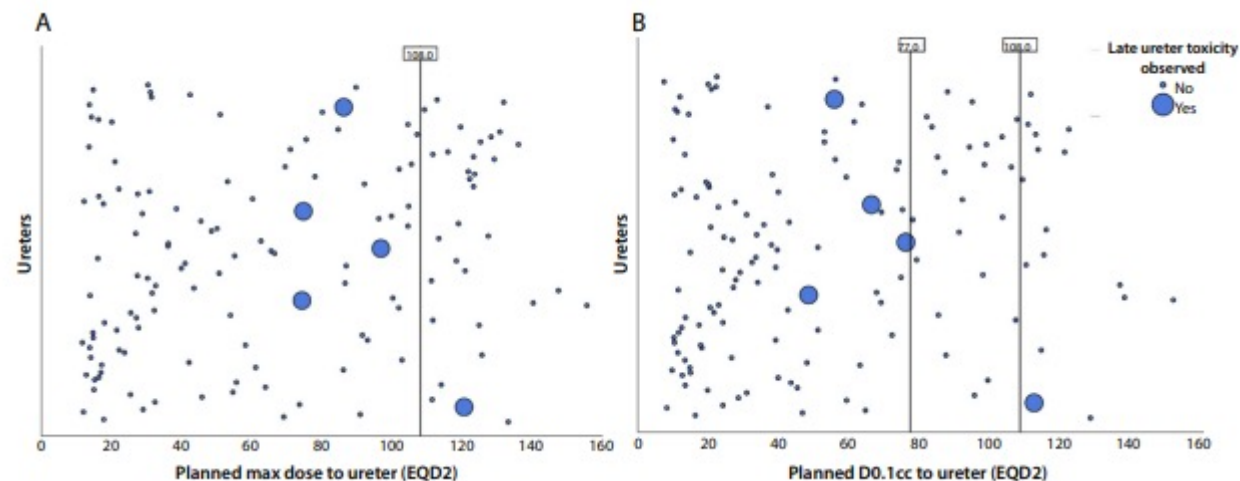 A
108.0
Ureters
0 20 40 60 80 100 120 140 160
Planned max dose to ureter (EQD2)
B
77.0 108.0
Late ureter toxicity
observed
No
Yes
Ureters
0 20 40 60 80 100 120 139 160
Planned D0.1cc to ureter (EQD2)